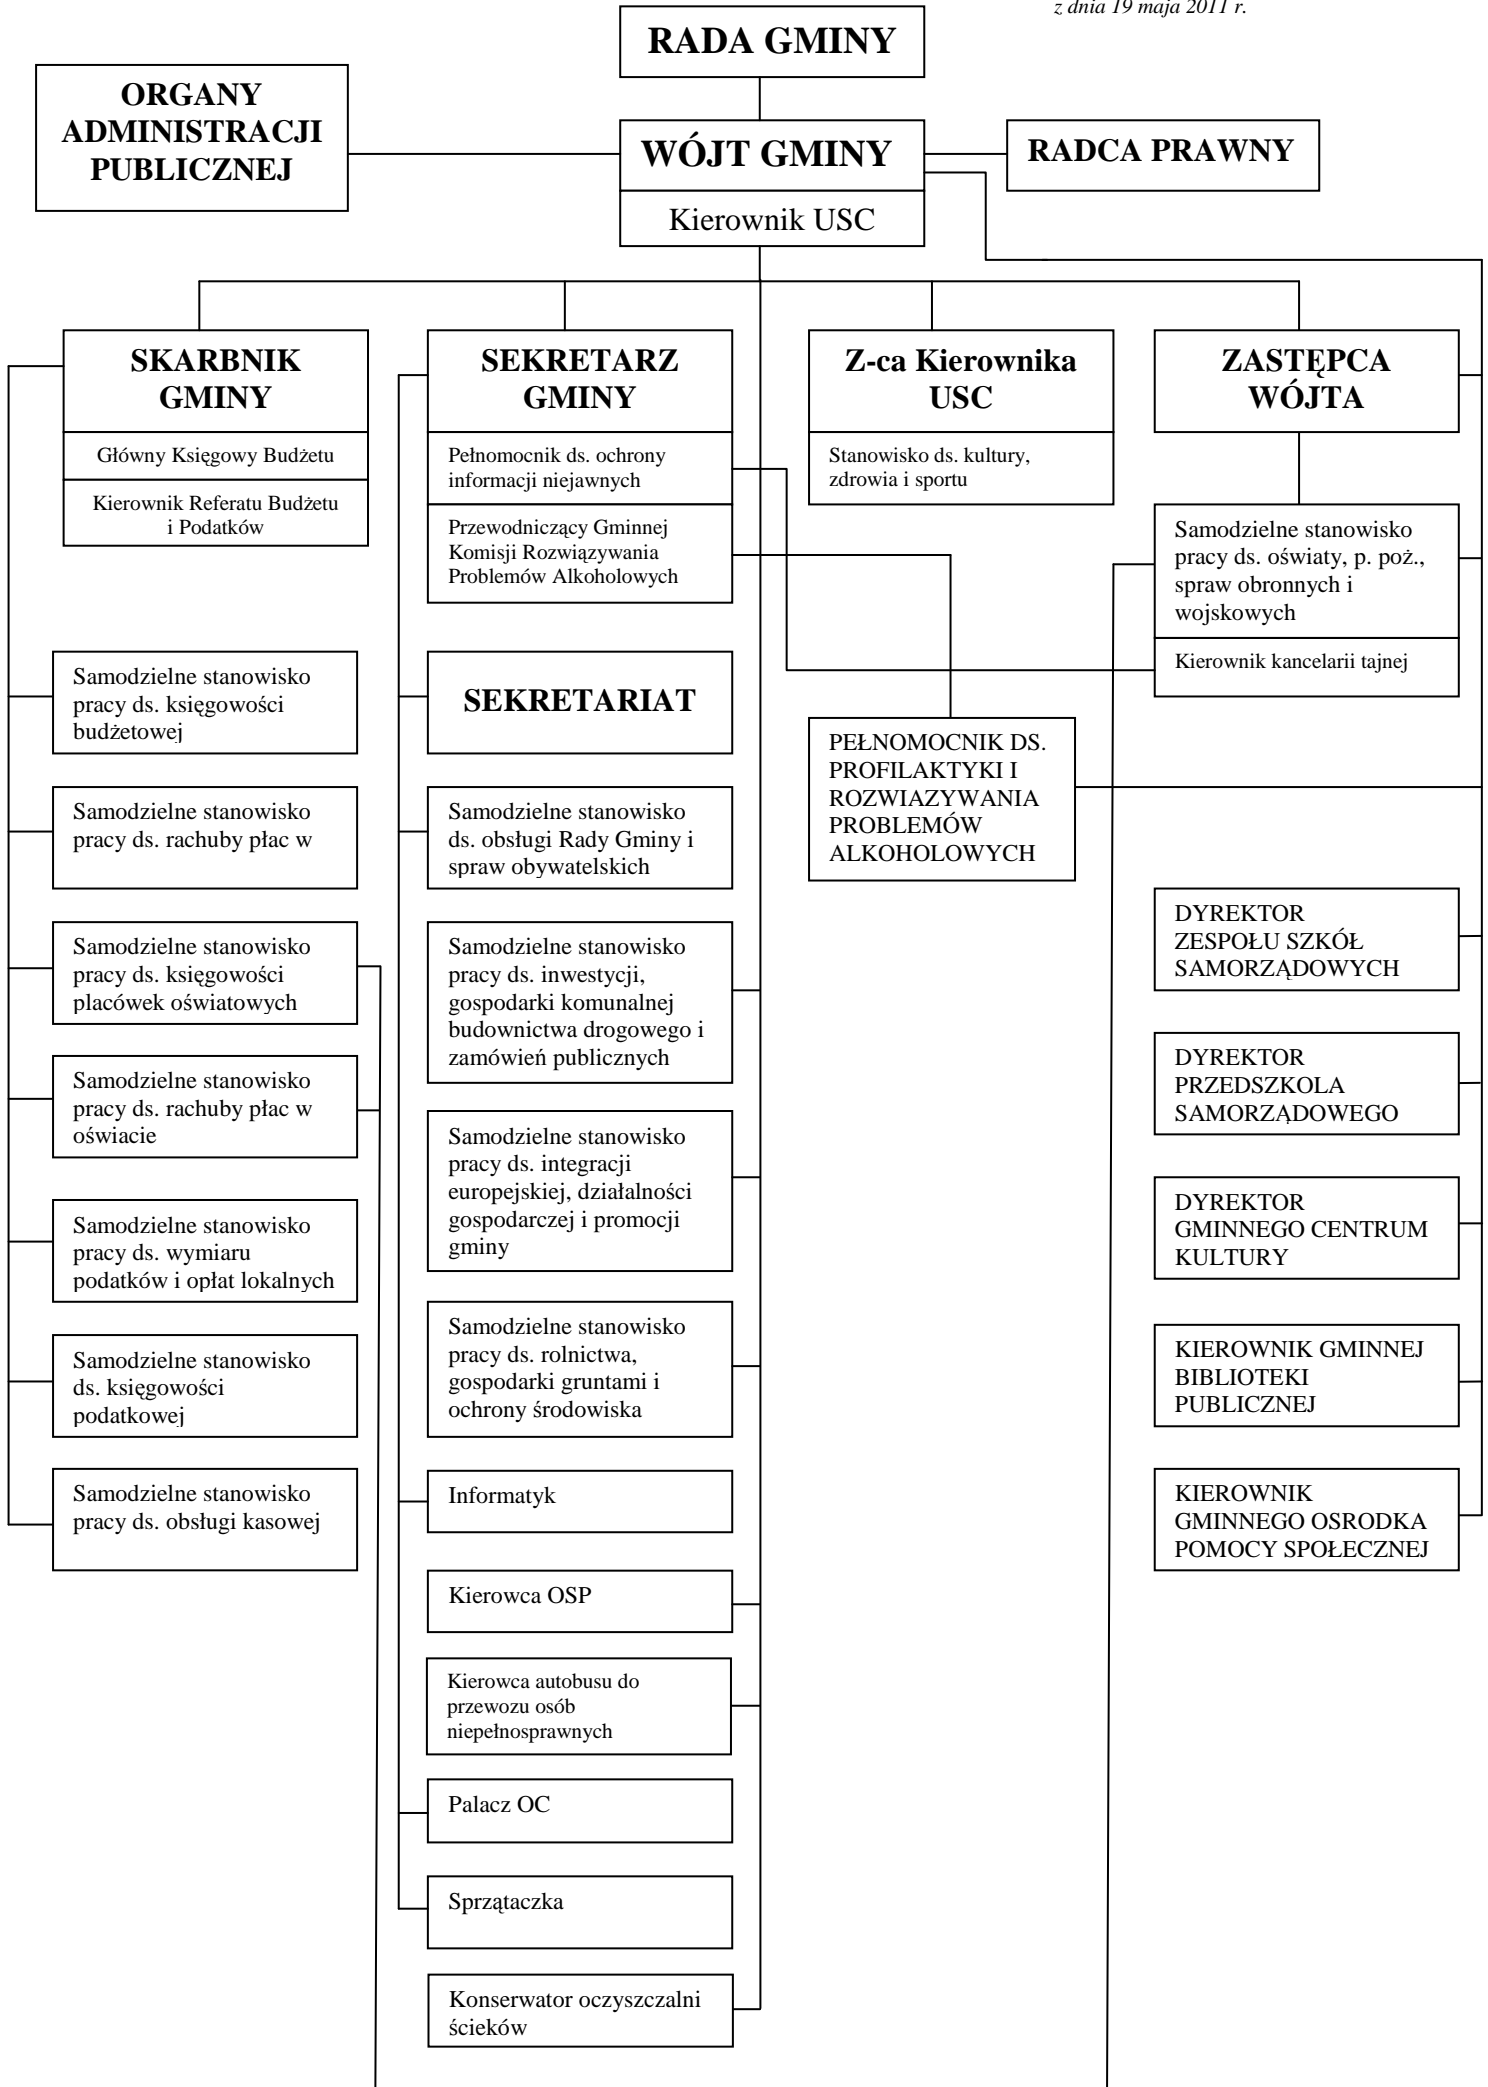 z dnia 19 maja 2011 r.
RADA GMINY
ORGANY
ADMINISTRACJI
PUBLICZNEJ
WÓJT GMINY
Kierownik USC
RADCA PRAWNY
SKARBNIK
GMINY
Główny Księgowy Budżetu
Kierownik Referatu Budżetu
i Podatków
SEKRETARZ
GMINY
Pełnomocnik ds. ochrony
informacji niejawnych
Przewodniczący Gminnej
Komisji Rozwiązywania
Problemów Alkoholowych
Z-ca Kierownika
USC
Stanowisko ds. kultury,
zdrowia i sportu
ZASTĘPCA
WÓJTA
Samodzielne stanowisko
pracy ds. oświaty, p. poż.,
spraw obronnych i
wojskowych
Kierownik kancelarii tajnej
Samodzielne stanowisko
pracy ds. księgowości
budżetowej
Samodzielne stanowisko
pracy ds. rachuby płac w
Samodzielne stanowisko
pracy ds. księgowości
placówek oświatowych
Samodzielne stanowisko
pracy ds. rachuby płac w
oświacie
Samodzielne stanowisko
pracy ds. wymiaru
podatków i opłat lokalnych
Samodzielne stanowisko
ds. księgowości
podatkowej
Samodzielne stanowisko
pracy ds. obsługi kasowej
SEKRETARIAT
Samodzielne stanowisko
ds. obsługi Rady Gminy i
spraw obywatelskich
Samodzielne stanowisko
pracy ds. inwestycji,
gospodarki komunalnej
budownictwa drogowego i
zamówień publicznych
Samodzielne stanowisko
pracy ds. integracji
europejskiej, działalności
gospodarczej i promocji
gminy
Samodzielne stanowisko
pracy ds. rolnictwa,
gospodarki gruntami i
ochrony środowiska
Informatyk
Kierowca OSP
Kierowca autobusu do
przewozu osób
niepełnosprawnych
Palacz OC
Sprzątaczka
Konserwator oczyszczalni
ścieków
PEŁNOMOCNIK DS.
PROFILAKTYKI I
ROZWIAZYWANIA
PROBLEMÓW
ALKOHOLOWYCH
DYREKTOR
ZESPOŁU SZKÓŁ
SAMORZĄDOWYCH
DYREKTOR
PRZEDSZKOLA
SAMORZĄDOWEGO
DYREKTOR
GMINNEGO CENTRUM
KULTURY
KIEROWNIK GMINNEJ
BIBLIOTEKI
PUBLICZNEJ
KIEROWNIK
GMINNEGO OSRODKA
POMOCY SPOŁECZNEJ